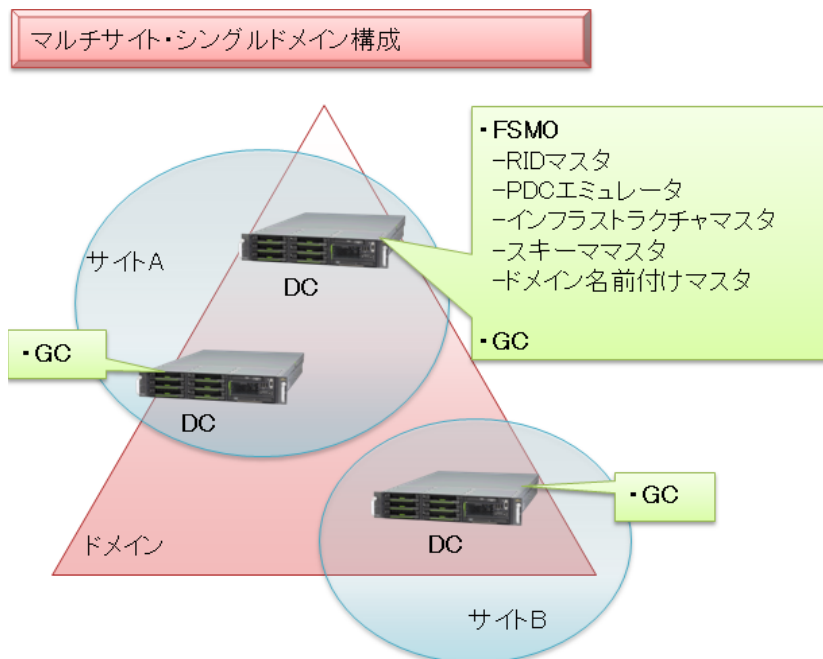 マルチサイト・シングルドメイン構成
・FSMO
－RIDマスタ
－PDCエミュレータ
－インフラストラクチャマスタ
－スキーママスタ
－ドメイン名前付けマスタ
・GC
サイトA
DC
・GC
DC
・GC
DC
ドメイン
サイトB